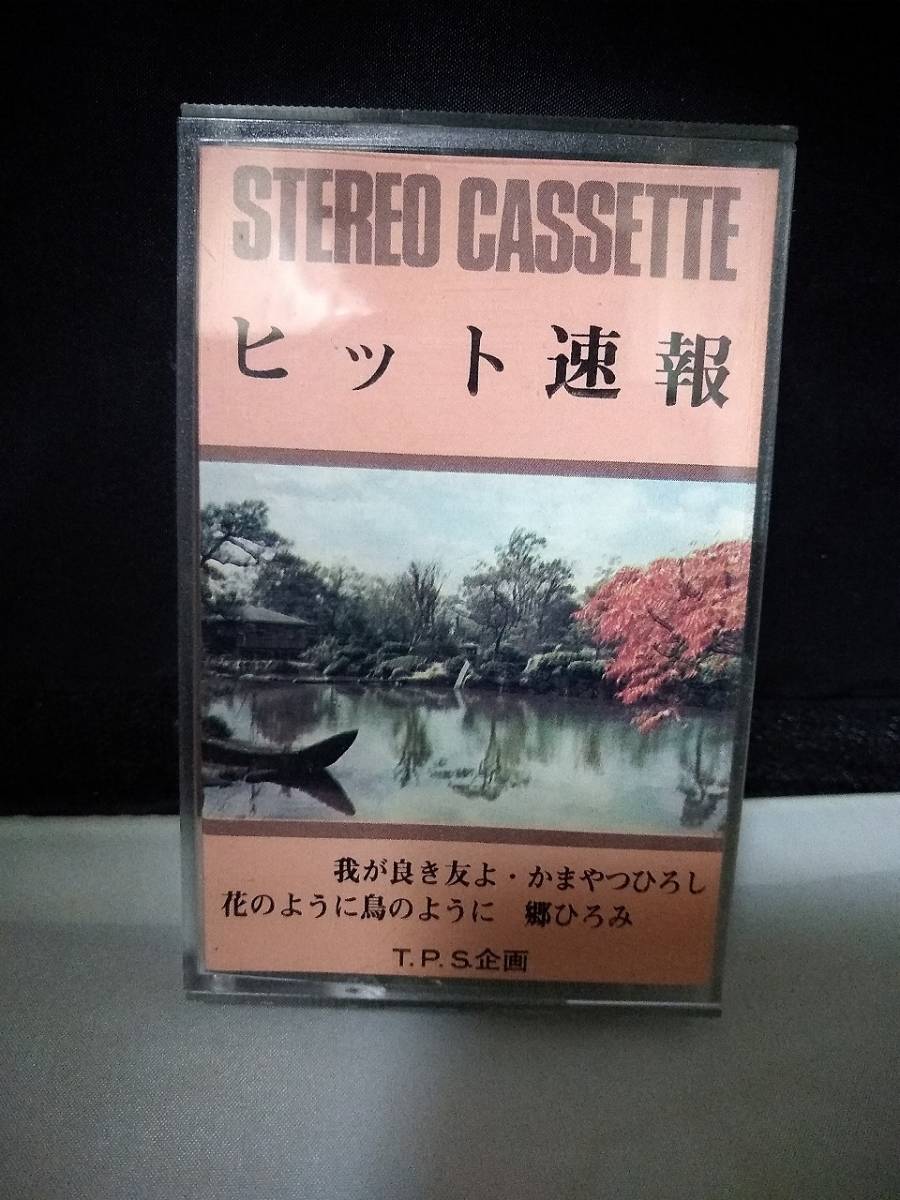 STEREO CASSETTE
ヒット速報
我が良き友よ・かまやつひろし
花のように鳥のように 郷ひろみ
T.P.S.企画